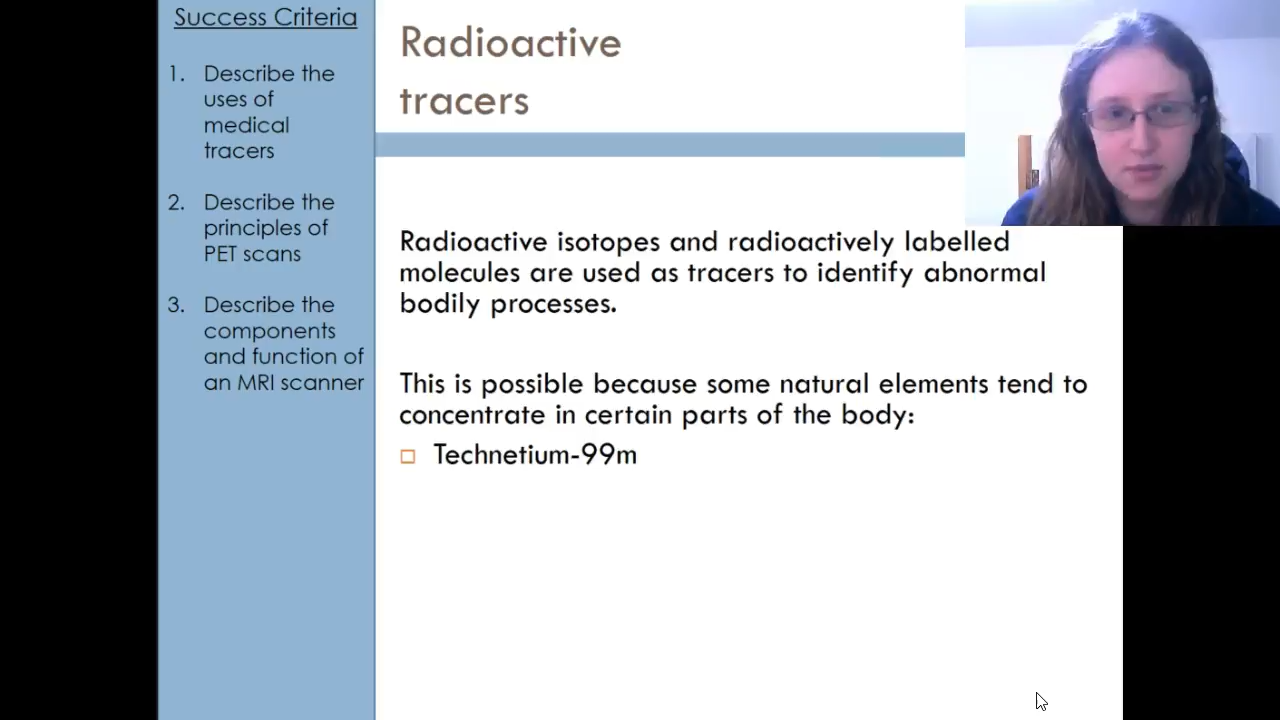 Success Criteria
1. Describe the
uses of
medical
tracers
2. Describe the
principles of
PET scans
3. Describe the
components
and function of
an MRI scanner
Radioactive
tracers
Radioactive isotopes and radioactively labelled
molecules are used as tracers to identify abnormal
bodily processes.
This is possible because some natural elements tend to
concentrate in certain parts of the body:
Technetium-99m